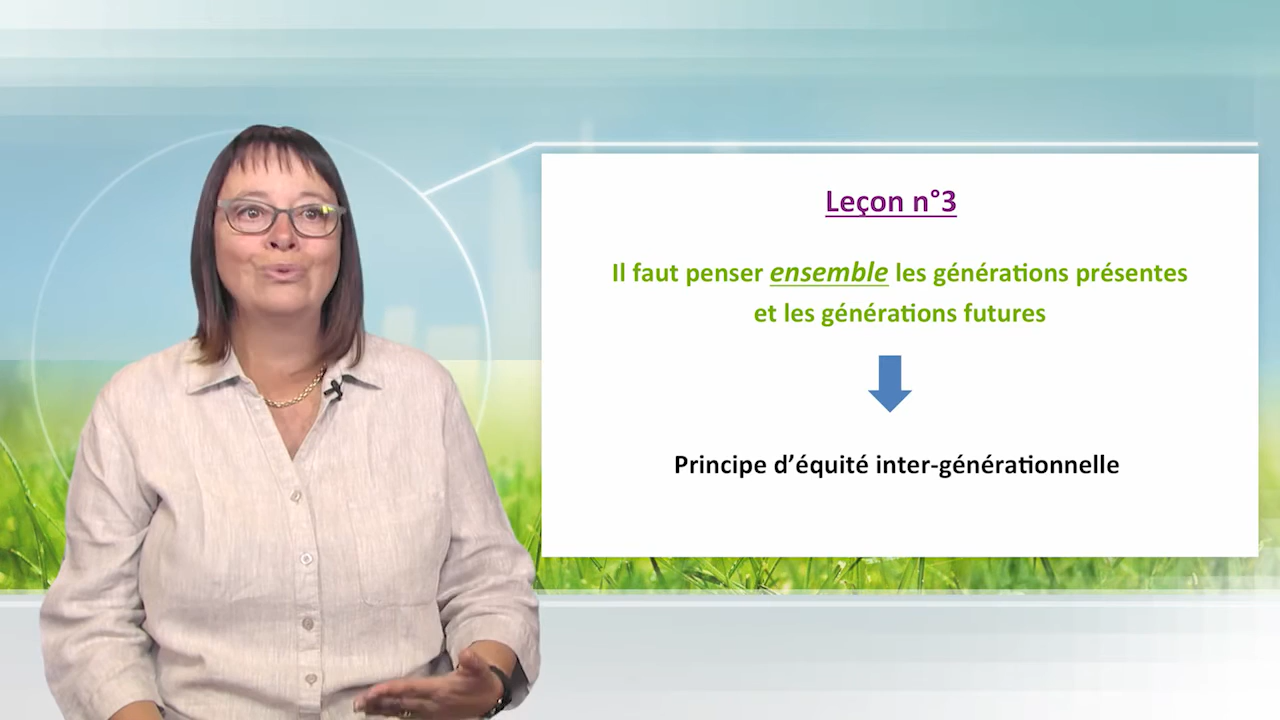 Leçon n°3
Il faut penser ensemble les générations présentes
et les générations futures
Principe d’équité inter-générationnelle